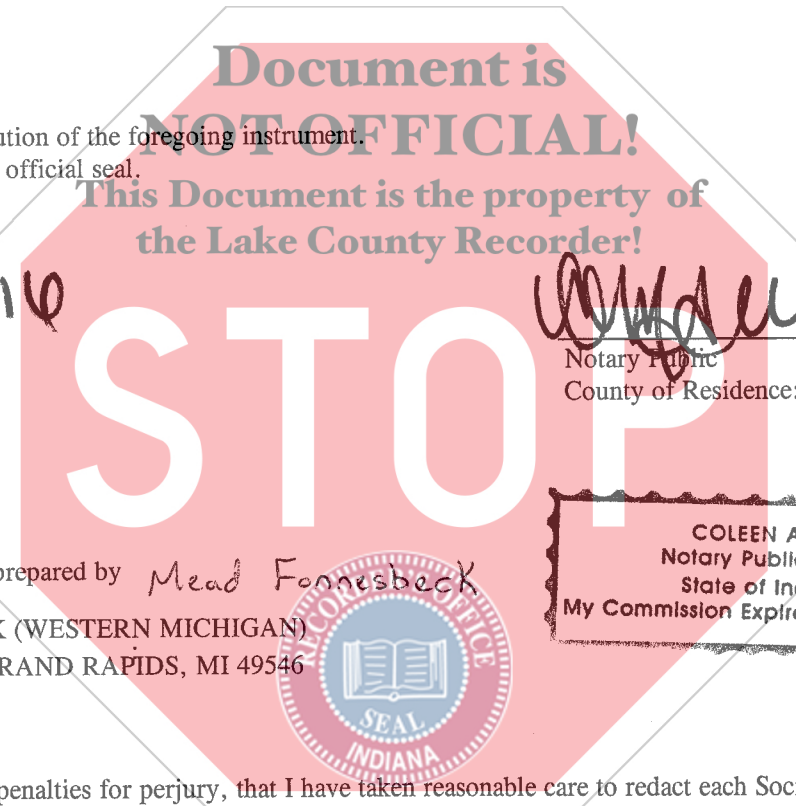 Document is
NOT OFFICIAL!
This Document is the property of
the Lake County Recorder!
ution of the foregoing instrument.
official seal.
16
STOP
Notary Public
County of Residence:
COLEEN A
Notary Publi
State of In
My Commission Expire
prepared by Mead Fonnesbeck
K (WESTERN MICHIGAN)
RAND RAPIDS, MI 49546
RECORDER'S OFFICE
SEAL
INDIANA
penalties for perjury, that I have taken reasonable care to redact each Soci